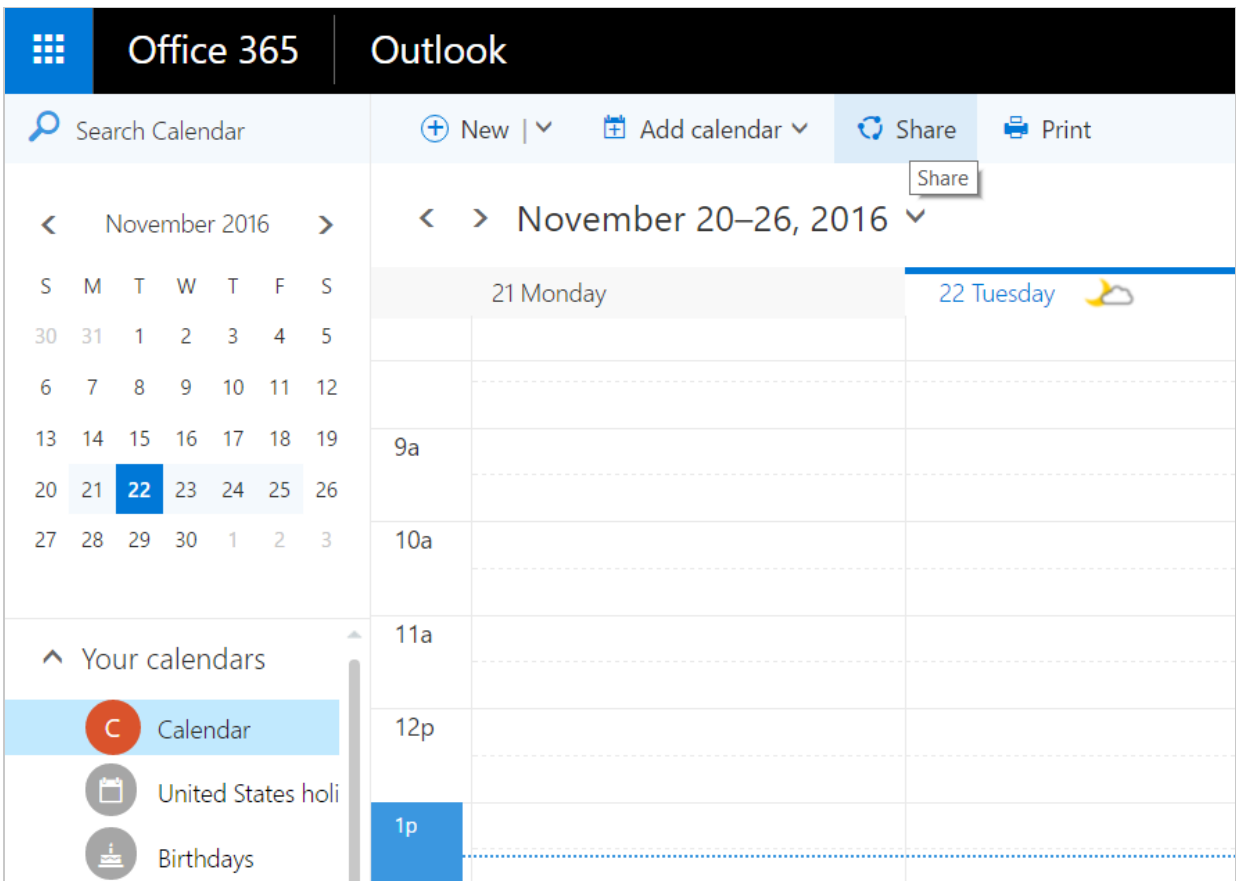 Office 365 Outlook
Search Calendar
New | Add calendar Share Print
Share
November 2016
S M T W T F S
30 31 1 2 3 4 5
6 7 8 9 10 11 12
13 14 15 16 17 18 19
20 21 22 23 24 25 26
27 28 29 30 1 2 3
Your calendars
C Calendar
United States holi
Birthdays
November 20–26, 2016
21 Monday 22 Tuesday
9a
10a
11a
12p
1p